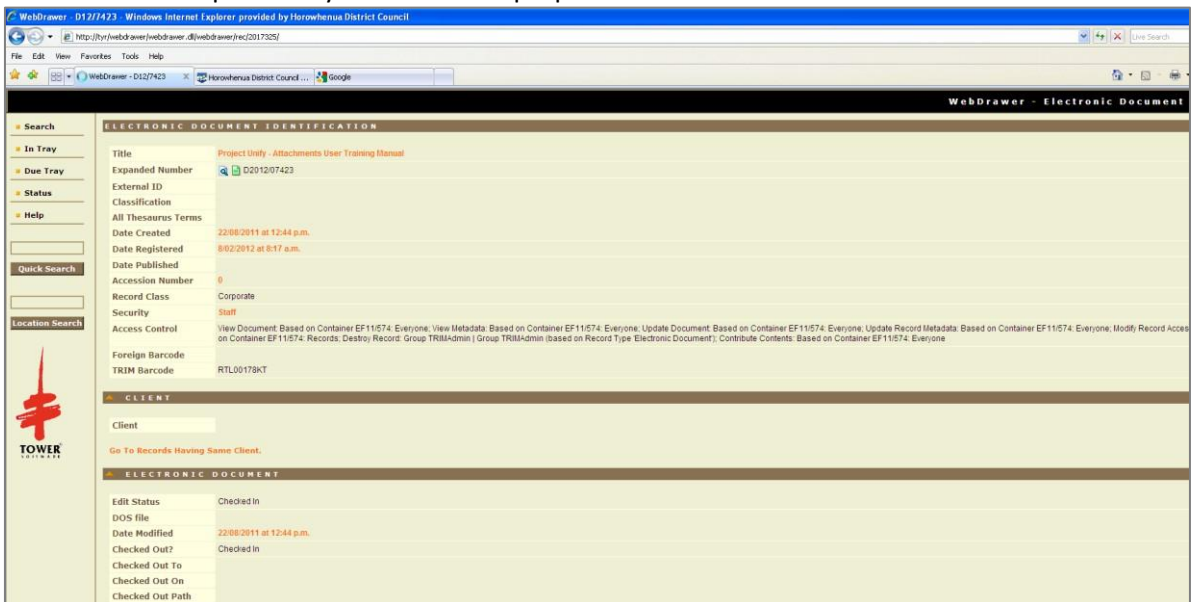 WebDrawer - D12/7423 - Windows Internet Explorer provided by Horowhenua District Council
http://tyr/webdrawer/webdrawer.dll/webdrawer/rec/2017325/
Live Search
File Edit View Favorites Tools Help
WebDrawer - D12/7423
Horowhenua District Council ...
Google
WebDrawer - Electronic Document
Search
In Tray
Due Tray
Status
Help
Quick Search
Location Search
TOWER
SOFTWARE
ELECTRONIC DOCUMENT IDENTIFICATION
Title Project Unify - Attachments User Training Manual
Expanded Number D2012/07423
External ID
Classification
All Thesaurus Terms
Date Created 22/08/2011 at 12:44 p.m.
Date Registered 8/02/2012 at 8:17 a.m.
Date Published
Accession Number 0
Record Class Corporate
Security Staff
Access Control View Document: Based on Container EF11/574: Everyone; View Metadata: Based on Container EF11/574: Everyone; Update Document: Based on Container EF11/574: Everyone; Update Record Metadata: Based on Container EF11/574: Everyone; Modify Record Acces
on Container EF11/574: Records; Destroy Record: Group TRIMAdmin | Group TRIMAdmin (based on Record Type 'Electronic Document'); Contribute Contents: Based on Container EF11/574: Everyone
Foreign Barcode
TRIM Barcode RTL00178KT
CLIENT
Client
Go To Records Having Same Client.
ELECTRONIC DOCUMENT
Edit Status Checked In
DOS file
Date Modified 22/08/2011 at 12:44 p.m.
Checked Out? Checked In
Checked Out To
Checked Out On
Checked Out Path